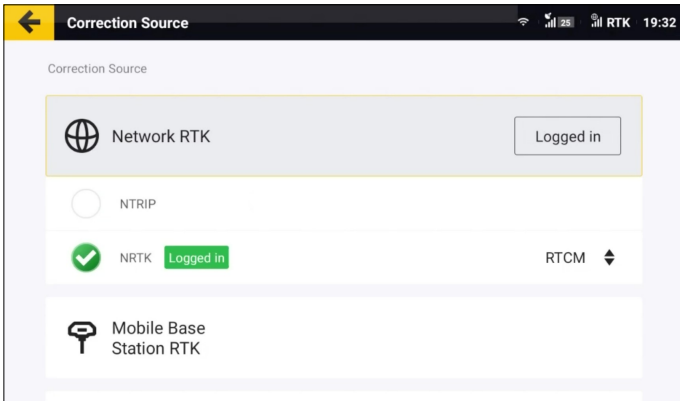 Correction Source 25 RTK 19:32
Correction Source
Network RTK Logged in
NTRIP
NRTK Logged in RTCM
Mobile Base
Station RTK